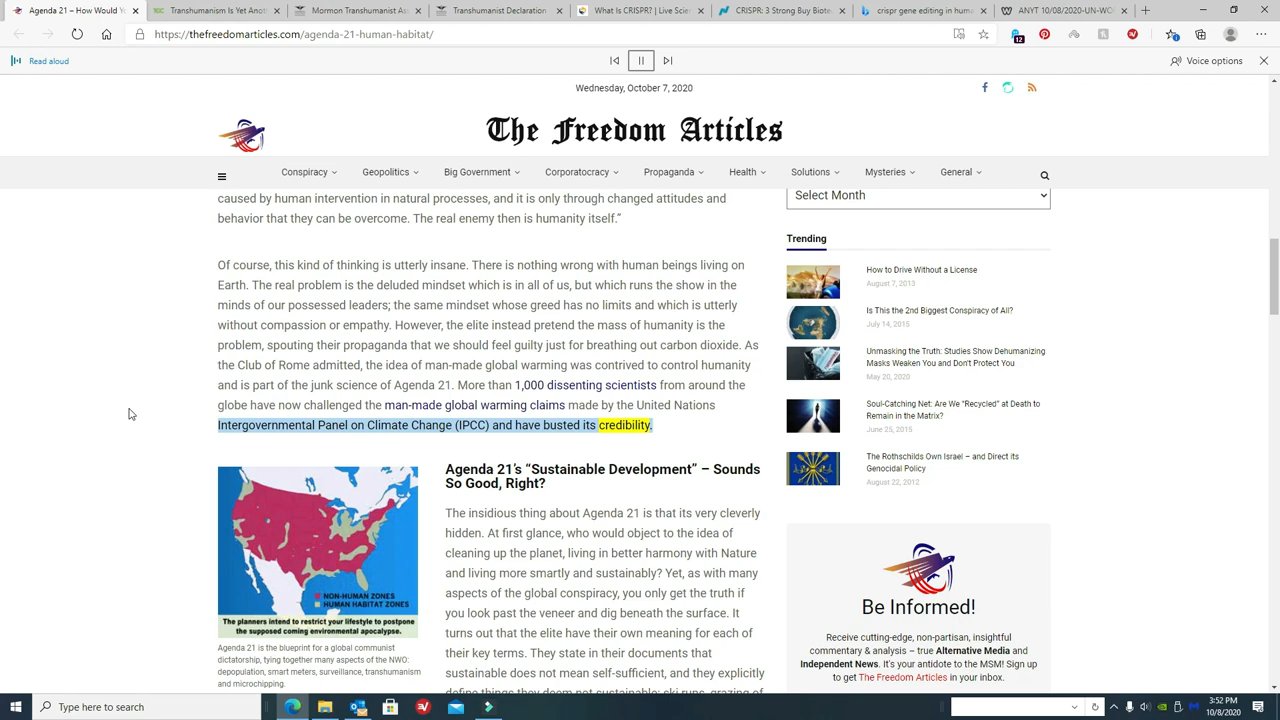 Agenda 21 – How Would Yo
Transhumanism Is As
Mormon Transhumanist Asso
Transhumanist Declaration
What Is CRISPR? | Live Scien
CRISPR: 3 Strong Buy Biote
crispr gene editing in huma
ANYT 10/08/2020-UN-WO
https://thefreedomarticles.com/agenda-21-human-habitat/
12
Read aloud
Voice options
Wednesday, October 7, 2020
The Freedom Articles
Conspiracy
Geopolitics
Big Government
Corporatocracy
Propaganda
Health
Solutions
Mysteries
General
caused by human intervention in natural processes, and it is only through changed attitudes and
behavior that they can be overcome. The real enemy then is humanity itself.”
Of course, this kind of thinking is utterly insane. There is nothing wrong with human beings living on
Earth. The real problem is the deluded mindset which is in all of us, but which runs the show in the
minds of our possessed leaders; the same mindset whose greed has no limits and which is utterly
without compassion or empathy. However, the elite instead pretend the mass of humanity is the
problem, spouting their propaganda that we should feel guilty just for breathing out carbon dioxide. As
the Club of Rome admitted, the idea of man-made global warming was contrived to control humanity
and is part of the junk science of Agenda 21. More than 1,000 dissenting scientists from around the
globe have now challenged the man-made global warming claims made by the United Nations
Intergovernmental Panel on Climate Change (IPCC) and have busted its credibility.
NON-HUMAN ZONES
HUMAN HABITAT ZONES
The planners intend to restrict your lifestyle to postpone
the supposed coming environmental apocalypse.
Agenda 21 is the blueprint for a global communist
dictatorship, tying together many aspects of the NWO:
depopulation, smart meters, surveillance, transhumanism
and microchipping.
Agenda 21’s “Sustainable Development” – Sounds
So Good, Right?
The insidious thing about Agenda 21 is that its very cleverly
hidden. At first glance, who would object to the idea of
cleaning up the planet, living in better harmony with Nature
and living more smartly and sustainably? Yet, as with many
aspects of the global conspiracy, you only get the truth if
you look past the veneer and dig beneath the surface. It
turns out that the elite have their own meaning for each of
their key terms. They state in their documents that
sustainable does not mean self-sufficient, and they explicitly
define things they deem not sustainable: ski runs, grazing of
Select Month
Trending
How to Drive Without a License
August 7, 2013
Is This the 2nd Biggest Conspiracy of All?
July 14, 2015
Unmasking the Truth: Studies Show Dehumanizing
Masks Weaken You and Don't Protect You
May 20, 2020
Soul-Catching Net: Are We “Recycled” at Death to
Remain in the Matrix?
June 25, 2015
The Rothschilds Own Israel – and Direct its
Genocidal Policy
August 22, 2012
Be Informed!
Receive cutting-edge, non-partisan, insightful
commentary & analysis – true Alternative Media and
Independent News. It's your antidote to the MSM! Sign up
to get The Freedom Articles in your inbox.
Type here to search
3:52 PM
10/8/2020